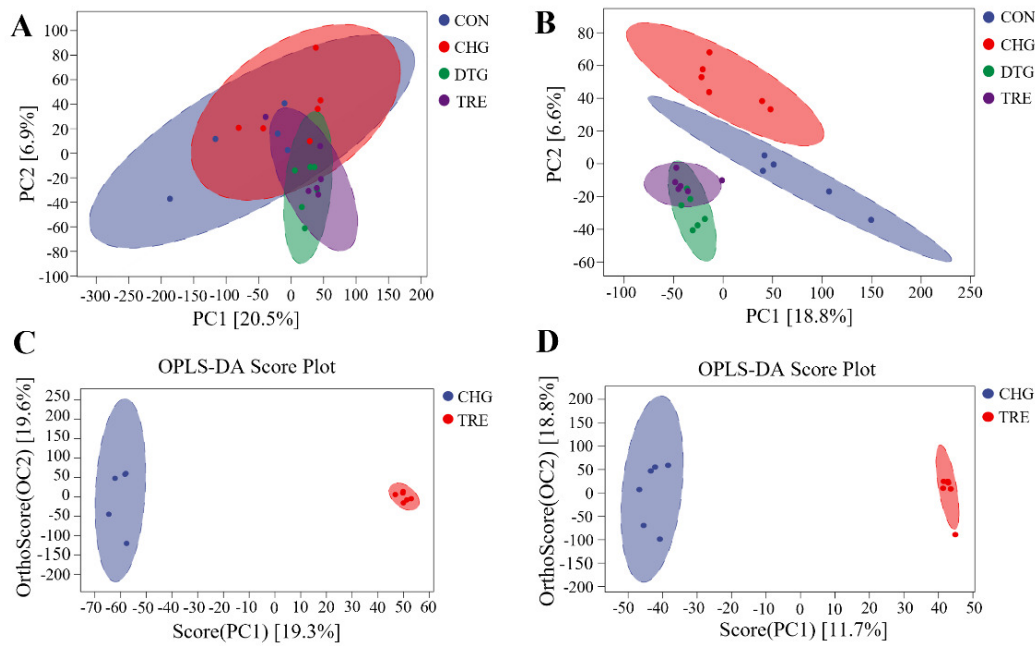 A
CON
CHG
DTG
TRE
PC2 [6.9%]
100
80
60
40
20
0
-20
-40
-60
-80
-100
-300 -250 -200 -150 -100 -50 0 50 100 150 200
PC1 [20.5%]
B
CON
CHG
DTG
TRE
PC2 [6.6%]
80
60
40
20
0
-20
-40
-60
-100 -50 0 50 100 150 200 250
PC1 [18.8%]
C
OPLS-DA Score Plot
CHG
TRE
OrthoScore(OC2) [19.6%]
250
200
150
100
50
0
-50
-100
-150
-200
-70 -60 -50 -40 -30 -20 -10 0 10 20 30 40 50 60
Score(PC1) [19.3%]
D
OPLS-DA Score Plot
CHG
TRE
OrthoScore(OC2) [18.8%]
200
150
100
50
0
-50
-100
-150
-200
-50 -40 -30 -20 -10 0 10 20 30 40 50
Score(PC1) [11.7%]